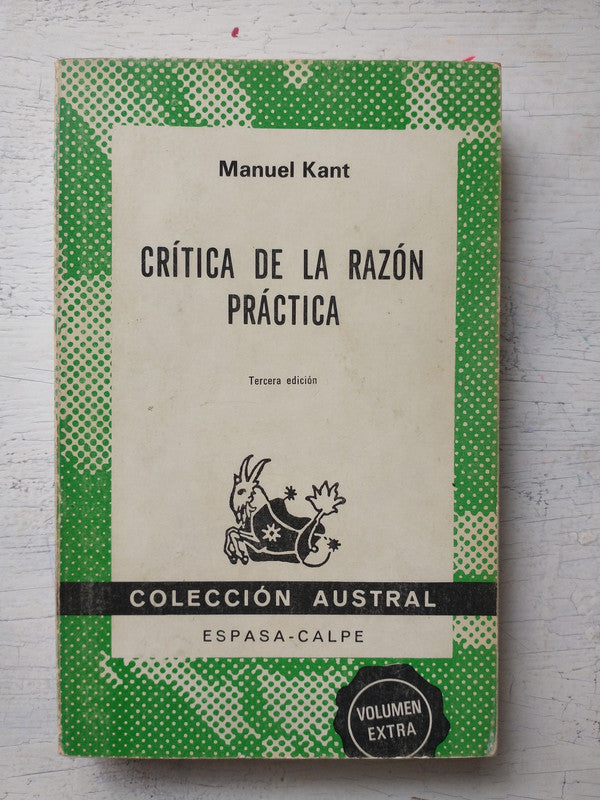 Manuel Kant
CRÍTICA DE LA RAZÓN
PRÁCTICA
Tercera edición
COLECCIÓN AUSTRAL
ESPASA-CALPE
VOLUMEN
EXTRA